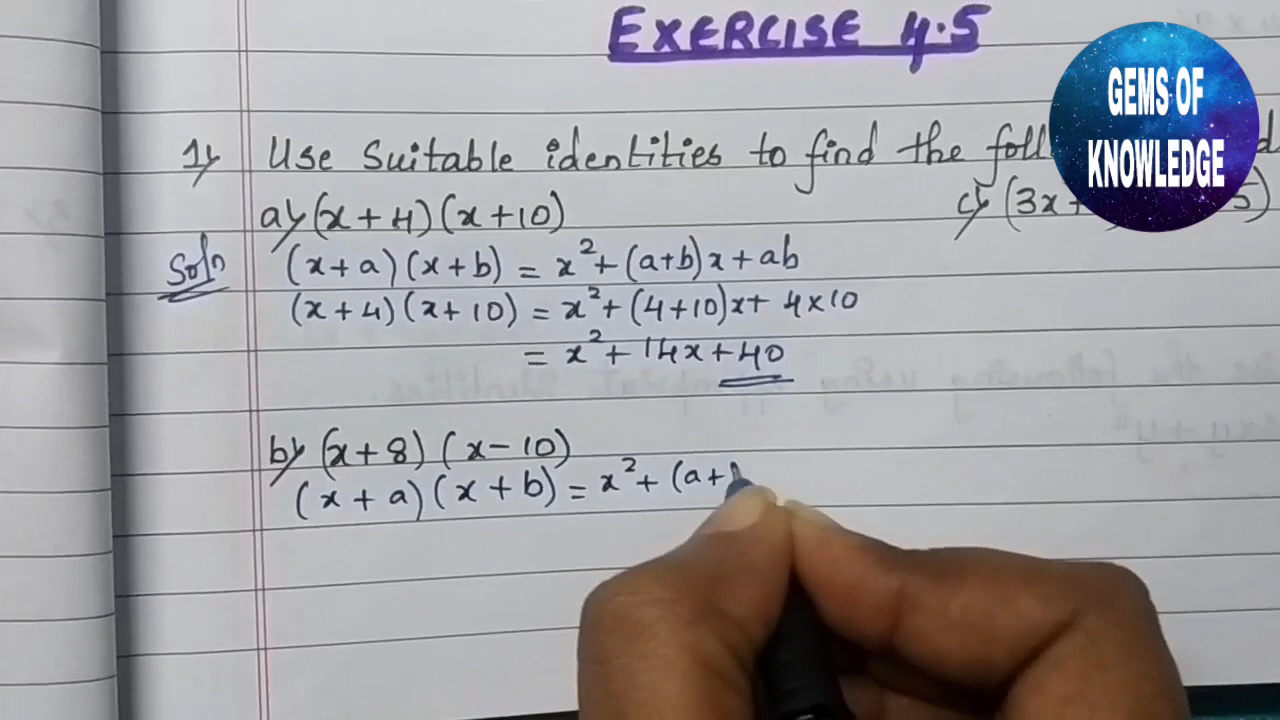 EXERCISE 4.5
GEMS OF
KNOWLEDGE
1) Use Suitable identities to find the
a) (x+4)(x+10) c) (3x+ 5)
Soln (x+a)(x+b) = x²+(a+b)x+ab
(x+4)(x+10) = x²+(4+10)x+ 4×10
= x²+14x+40
b) (x+8)(x-10)
(x+a)(x+b) = x²+(a+